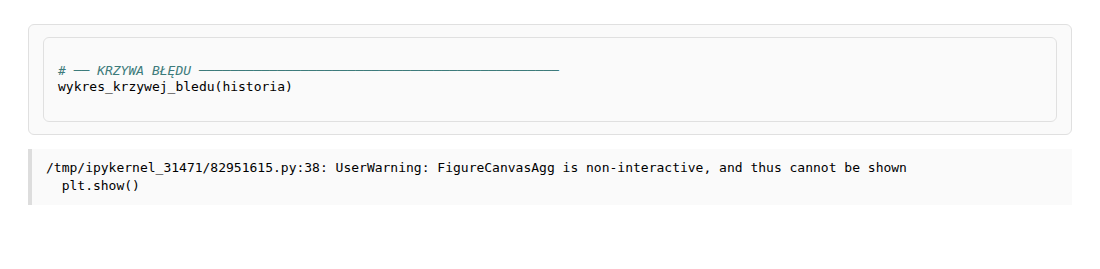 # ── KRZYWA BŁĘDU ──────────────────────────────────────────────
wykres_krzywej_bledu(historia)
/tmp/ipykernel_31471/82951615.py:38: UserWarning: FigureCanvasAgg is non-interactive, and thus cannot be shown
  plt.show()